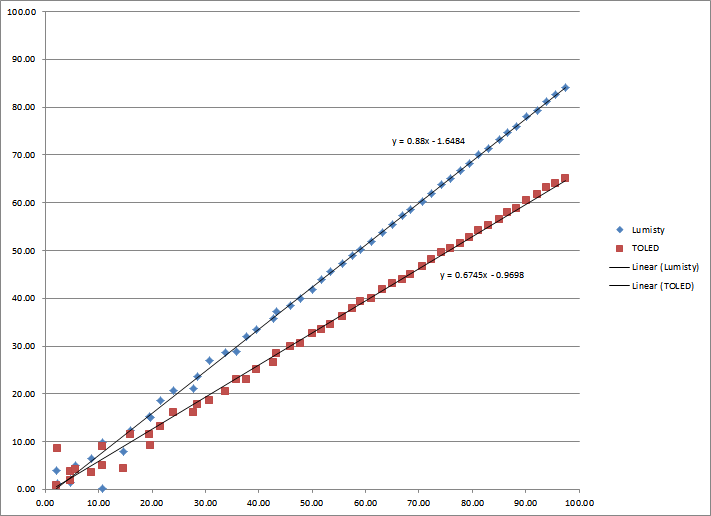 100.00
90.00
80.00
70.00
60.00
50.00
40.00
30.00
20.00
10.00
0.00
y = 0.88x - 1.6484
y = 0.6745x - 0.9698
Lumisty
TOLED
Linear (Lumisty)
Linear (TOLED)
0.00 10.00 20.00 30.00 40.00 50.00 60.00 70.00 80.00 90.00 100.00